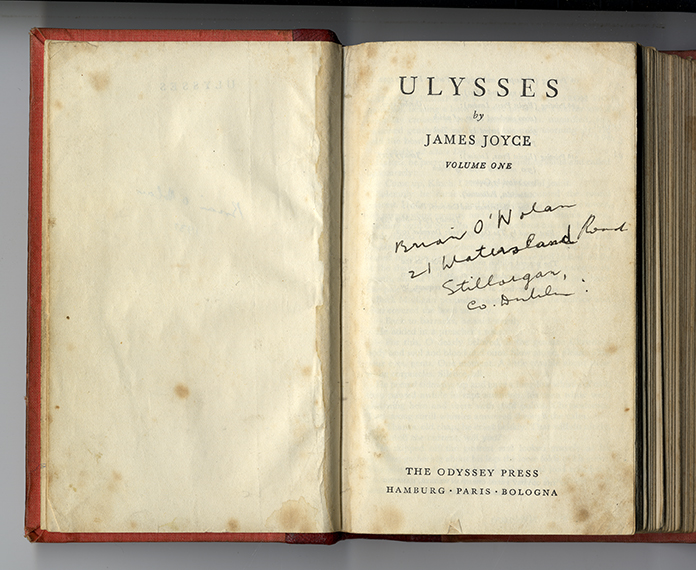 ULYSSES
by
JAMES JOYCE
VOLUME ONE
Brian O'Nolan
21 Watersland Road
Stillorgan,
Co. Dublin.
THE ODYSSEY PRESS
HAMBURG · PARIS · BOLOGNA